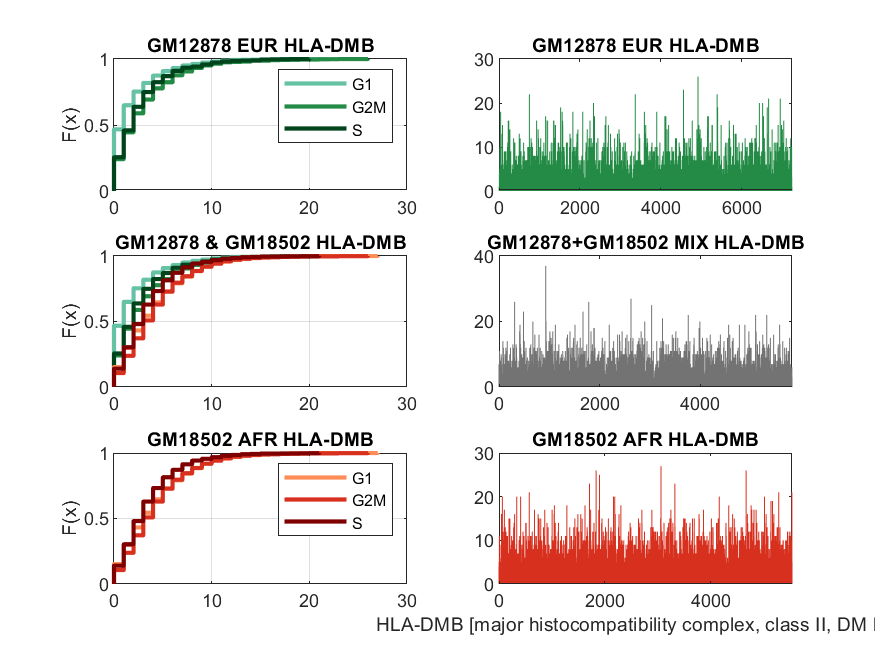 GM12878 EUR HLA-DMB
F(x)
1
0.5
0
0 10 20 30
G1
G2M
S
GM12878 EUR HLA-DMB
30
20
10
0
0 2000 4000 6000
GM12878 & GM18502 HLA-DMB
F(x)
1
0.5
0
0 10 20 30
GM12878+GM18502 MIX HLA-DMB
40
20
0
0 2000 4000
GM18502 AFR HLA-DMB
F(x)
1
0.5
0
0 10 20 30
G1
G2M
S
GM18502 AFR HLA-DMB
30
20
10
0
0 2000 4000
HLA-DMB [major histocompatibility complex, class II, DM